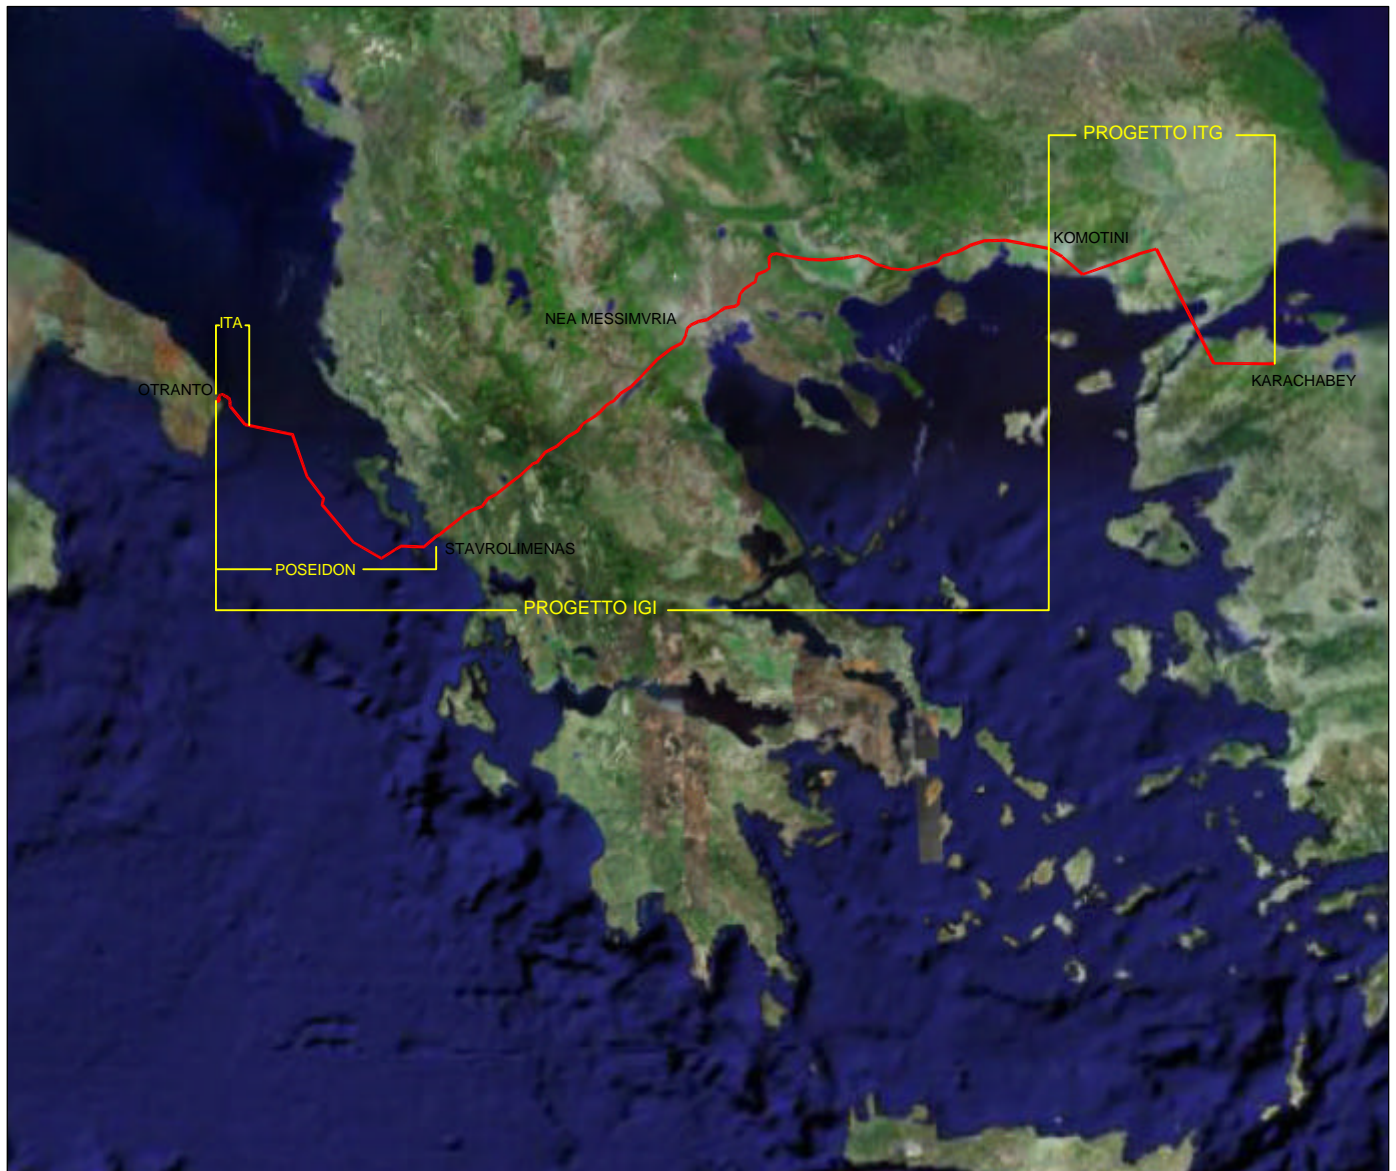 PROGETTO ITG
KOMOTINI
NEA MESSIMVRIA
ITA
KARACHABEY
OTRANTO
STAVROLIMENAS
POSEIDON
PROGETTO IGI